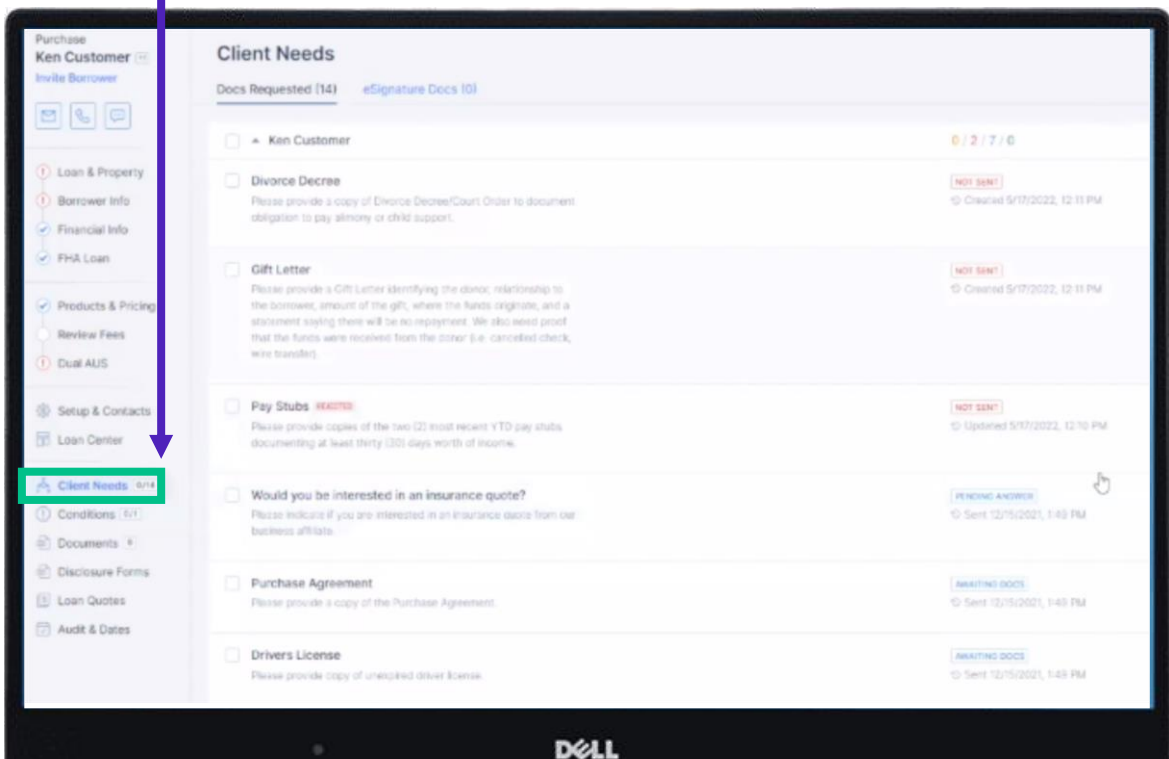 Purchase
Ken Customer
Invite Borrower
Loan & Property
Borrower Info
Financial Info
FHA Loan
Products & Pricing
Review Fees
Dual AUS
Setup & Contacts
Loan Center
Client Needs 0/14
Conditions 0/1
Documents
Disclosure Forms
Loan Quotes
Audit & Dates
Client Needs
Docs Requested (14) eSignature Docs (0)
Ken Customer 0 / 2 / 7 / 0
Divorce Decree NOT SENT
Please provide a copy of Divorce Decree/Court Order to document Created 5/17/2022, 12:11 PM
obligation to pay alimony or child support.
Gift Letter NOT SENT
Please provide a Gift Letter identifying the donor, relationship to Created 5/17/2022, 12:11 PM
the borrower, amount of the gift, where the funds originate, and a
statement saying there will be no repayment. We also need proof
that the funds were received from the donor (i.e. cancelled check,
wire transfer).
Pay Stubs NOT SENT
Please provide copies of the two (2) most recent YTD pay stubs Updated 5/17/2022, 12:10 PM
documenting at least thirty (30) days worth of income.
Would you be interested in an insurance quote? PENDING ANSWER
Please indicate if you are interested in an insurance quote from our Sent 12/15/2021, 1:49 PM
business affiliate.
Purchase Agreement AWAITING DOCS
Please provide a copy of the Purchase Agreement. Sent 12/15/2021, 1:49 PM
Drivers License AWAITING DOCS
Please provide copy of unexpired driver license. Sent 12/15/2021, 1:49 PM
DELL